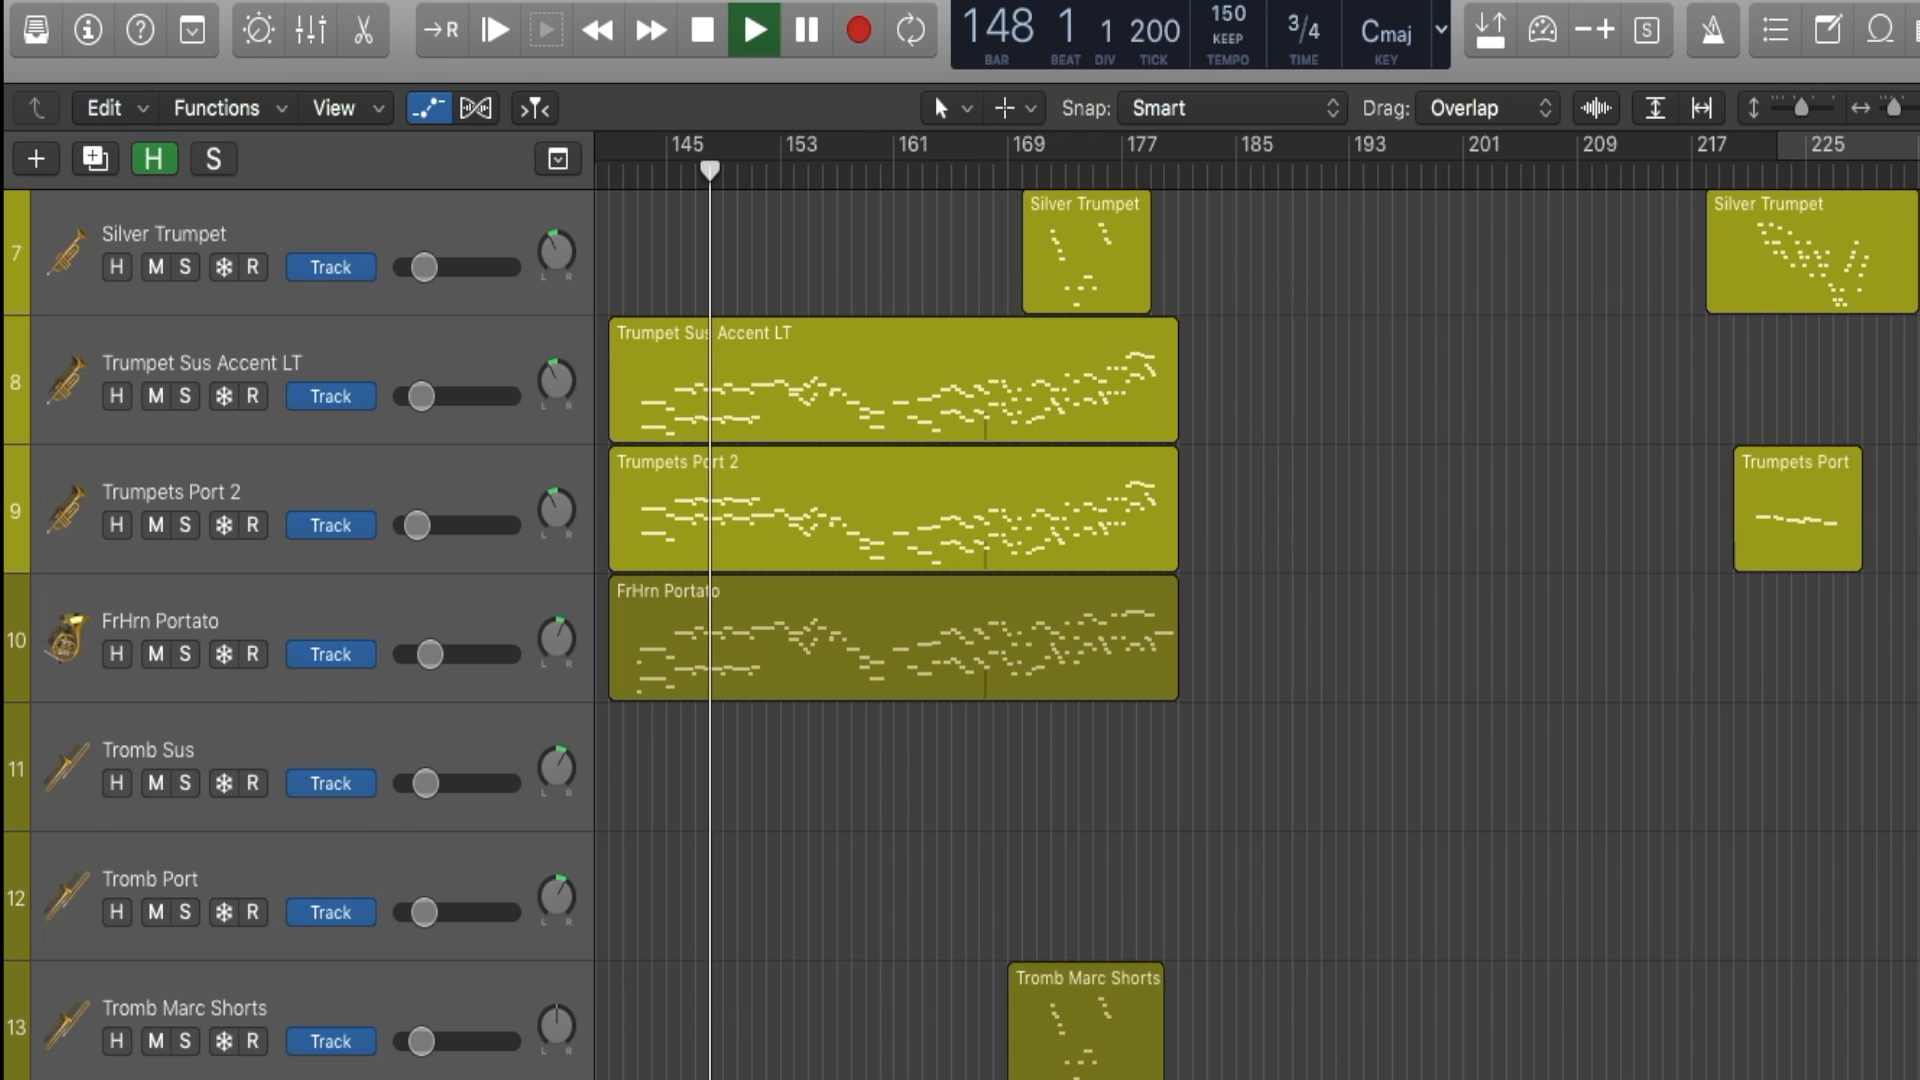 →R
148 1 1 200 150 KEEP 3/4 Cmaj
BAR BEAT DIV TICK TEMPO TIME KEY
S
Edit Functions View Snap: Smart Drag: Overlap
H S
145 153 161 169 177 185 193 201 209 217 225
7 Silver Trumpet
H M S R Track L R
Silver Trumpet
Silver Trumpet
8 Trumpet Sus Accent LT
H M S R Track L R
Trumpet Sus Accent LT
9 Trumpets Port 2
H M S R Track L R
Trumpets Port 2
Trumpets Port
10 FrHrn Portato
H M S R Track L R
FrHrn Portato
11 Tromb Sus
H M S R Track L R
12 Tromb Port
H M S R Track L R
13 Tromb Marc Shorts
H M S R Track L R
Tromb Marc Shorts